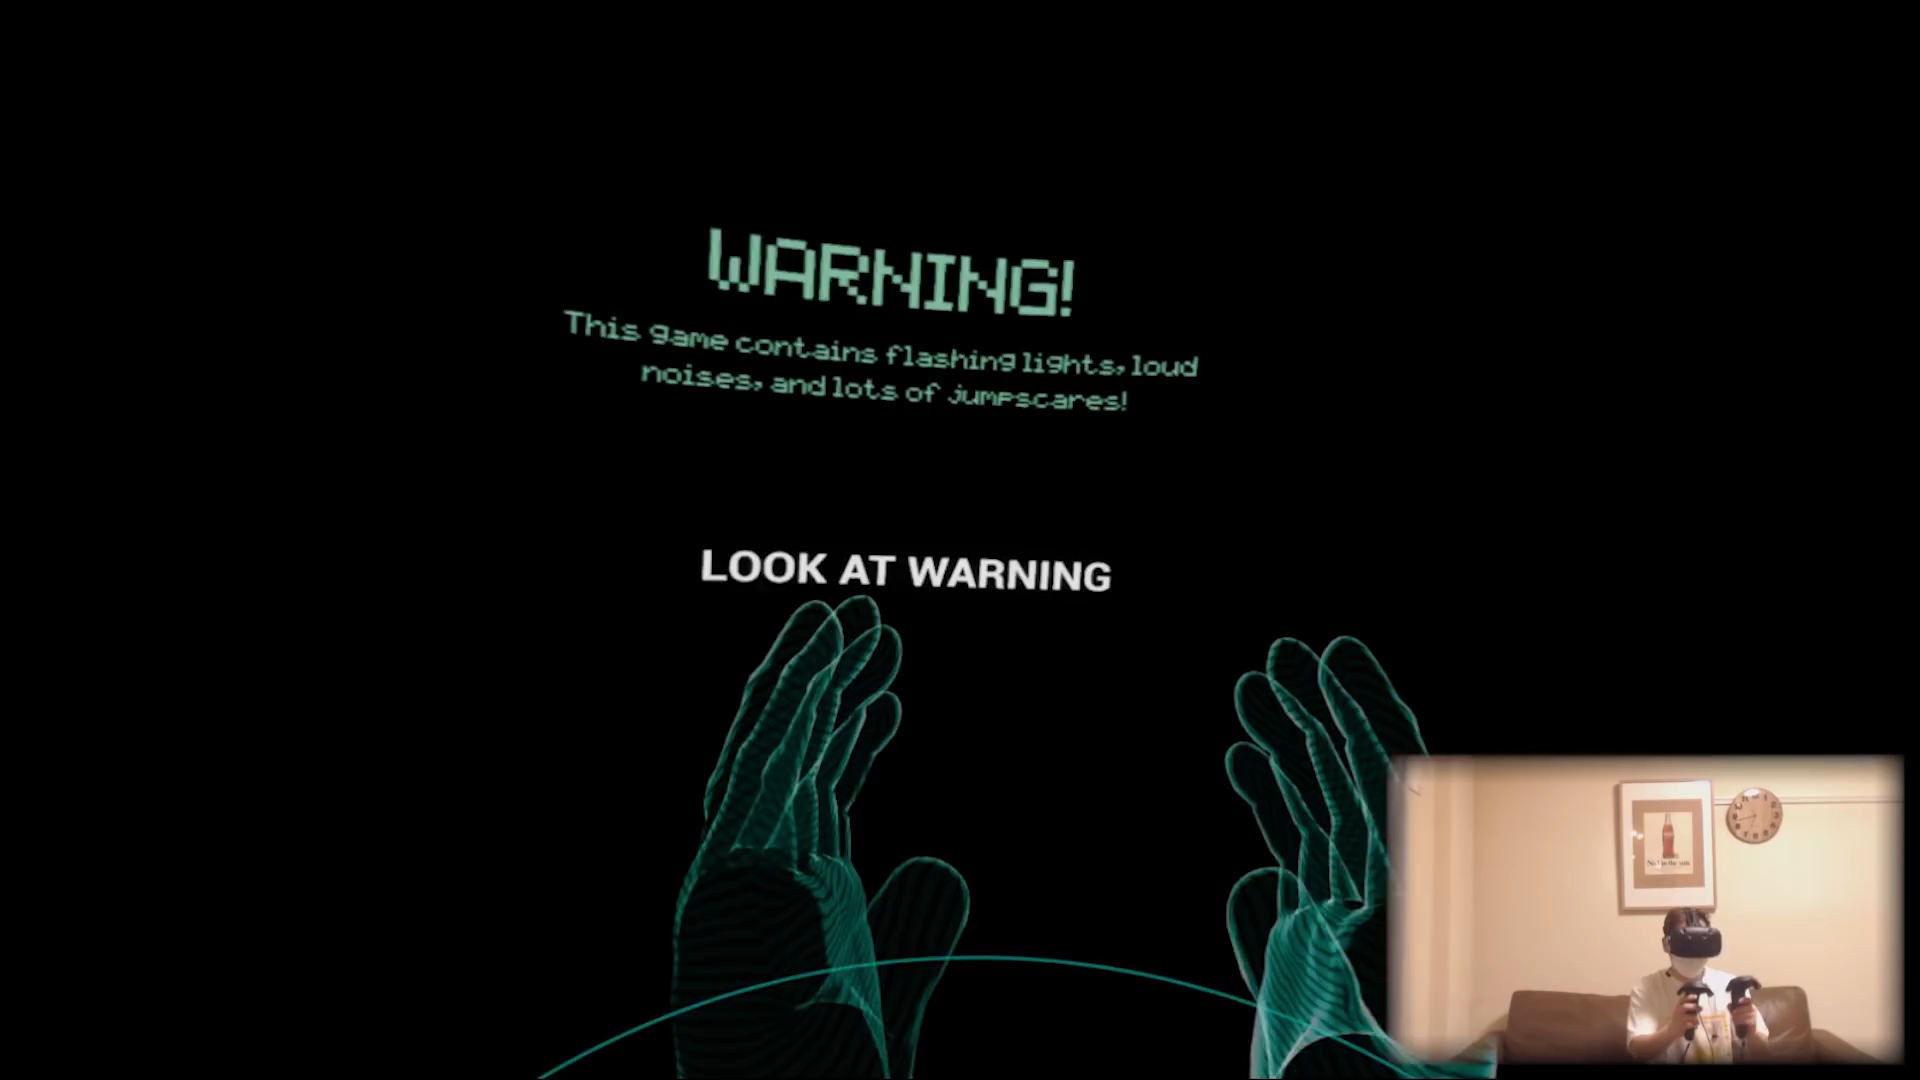 WARNING!
This game contains flashing lights, loud
noises, and lots of jumpscares!
LOOK AT WARNING